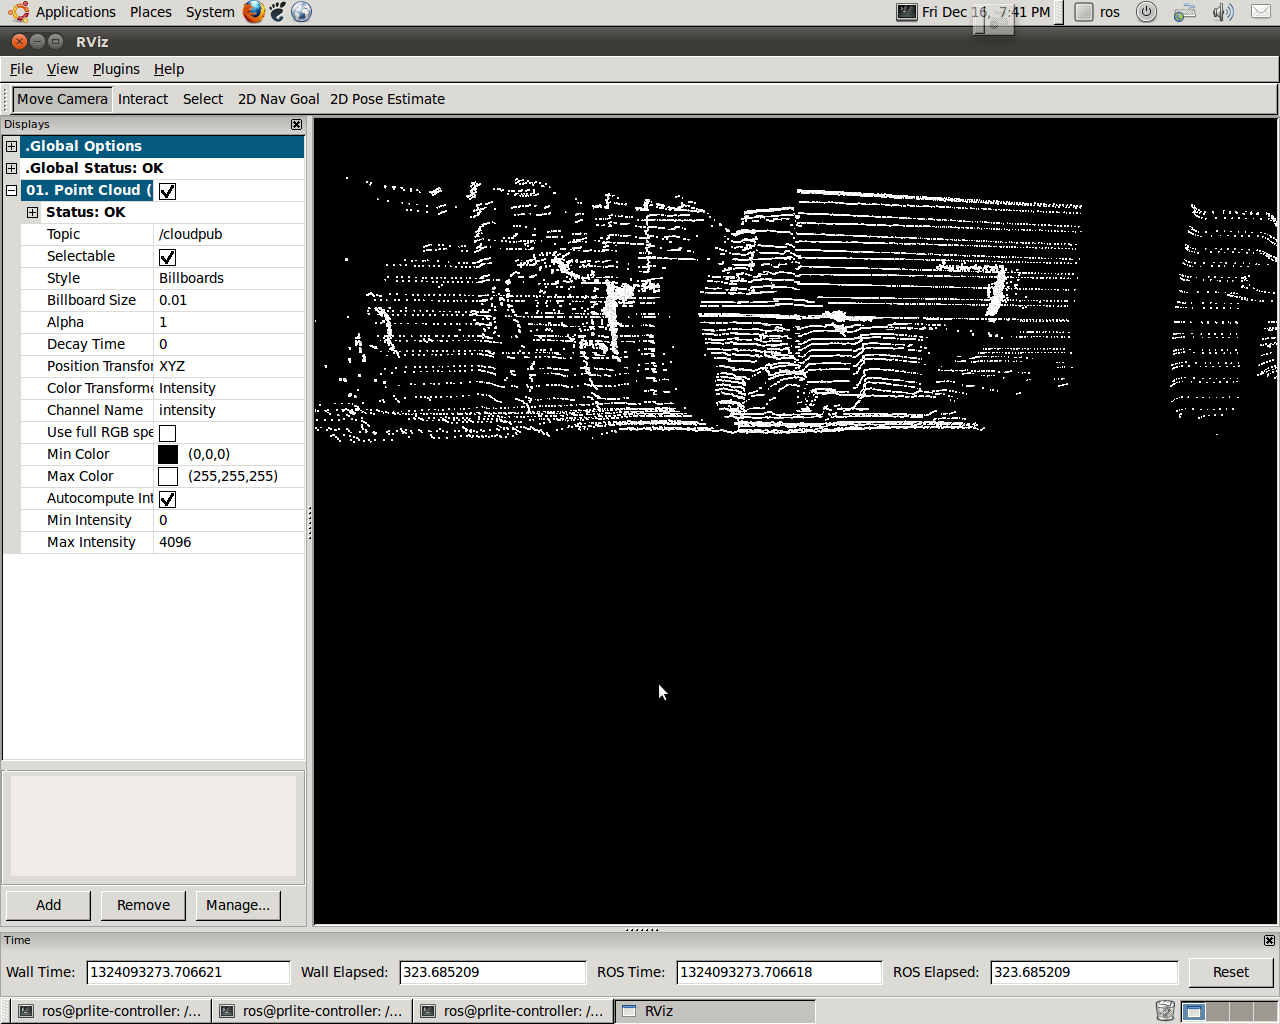 Applications Places System Fri Dec 16, 7:41 PM ros
RViz
File View Plugins Help
Move Camera Interact Select 2D Nav Goal 2D Pose Estimate
Displays
.Global Options
.Global Status: OK
01. Point Cloud (
Status: OK
Topic /cloudpub
Selectable
Style Billboards
Billboard Size 0.01
Alpha 1
Decay Time 0
Position Transfor XYZ
Color Transforme Intensity
Channel Name intensity
Use full RGB spe
Min Color (0,0,0)
Max Color (255,255,255)
Autocompute Int
Min Intensity 0
Max Intensity 4096
Add Remove Manage...
Time
Wall Time: 1324093273.706621 Wall Elapsed: 323.685209 ROS Time: 1324093273.706618 ROS Elapsed: 323.685209 Reset
ros@prlite-controller: /... ros@prlite-controller: /... ros@prlite-controller: /... RViz